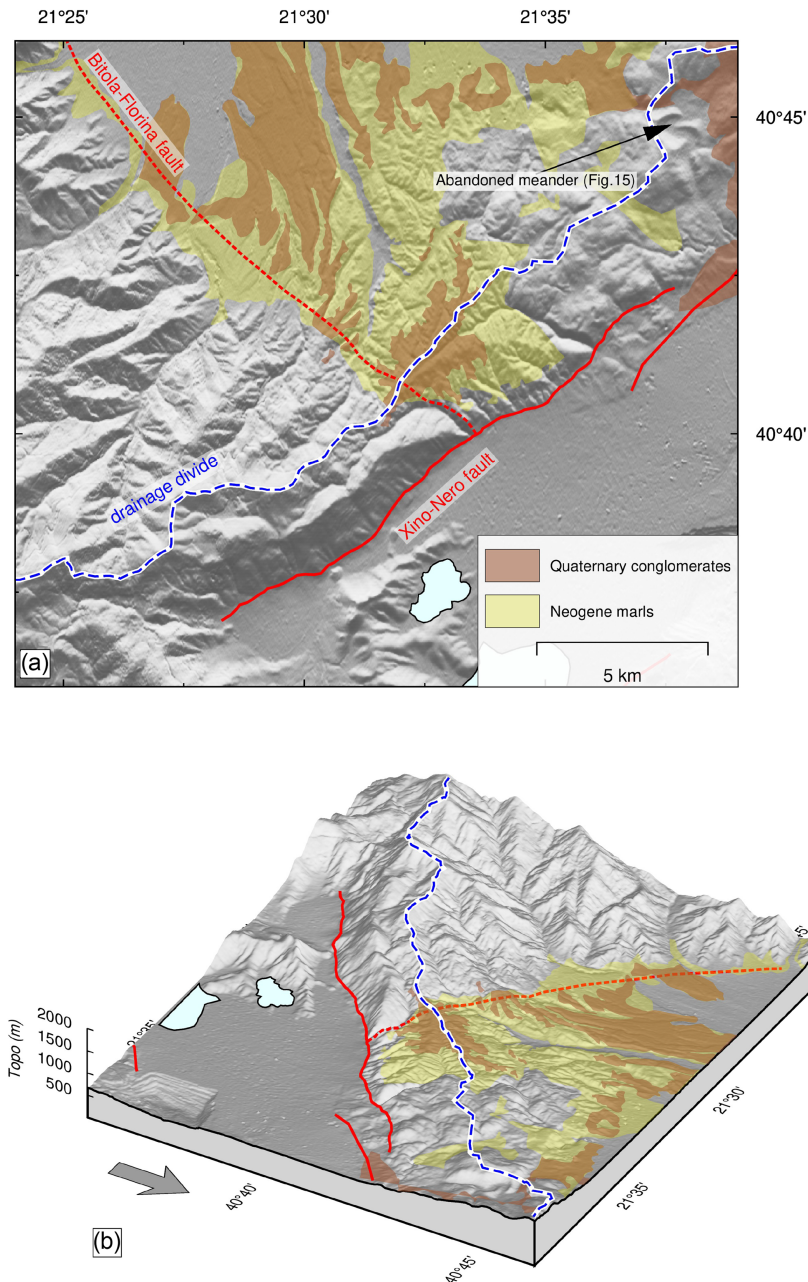 21°25'
21°30'
21°35'
Bitola-Florina fault
40°45'
Abandoned meander (Fig.15)
40°40'
drainage divide
Xino-Nero fault
Quaternary conglomerates
Neogene marls
5 km
(a)
2000
1500
1000
500
Topo (m)
21°30'
21°35'
40°40'
40°45'
(b)